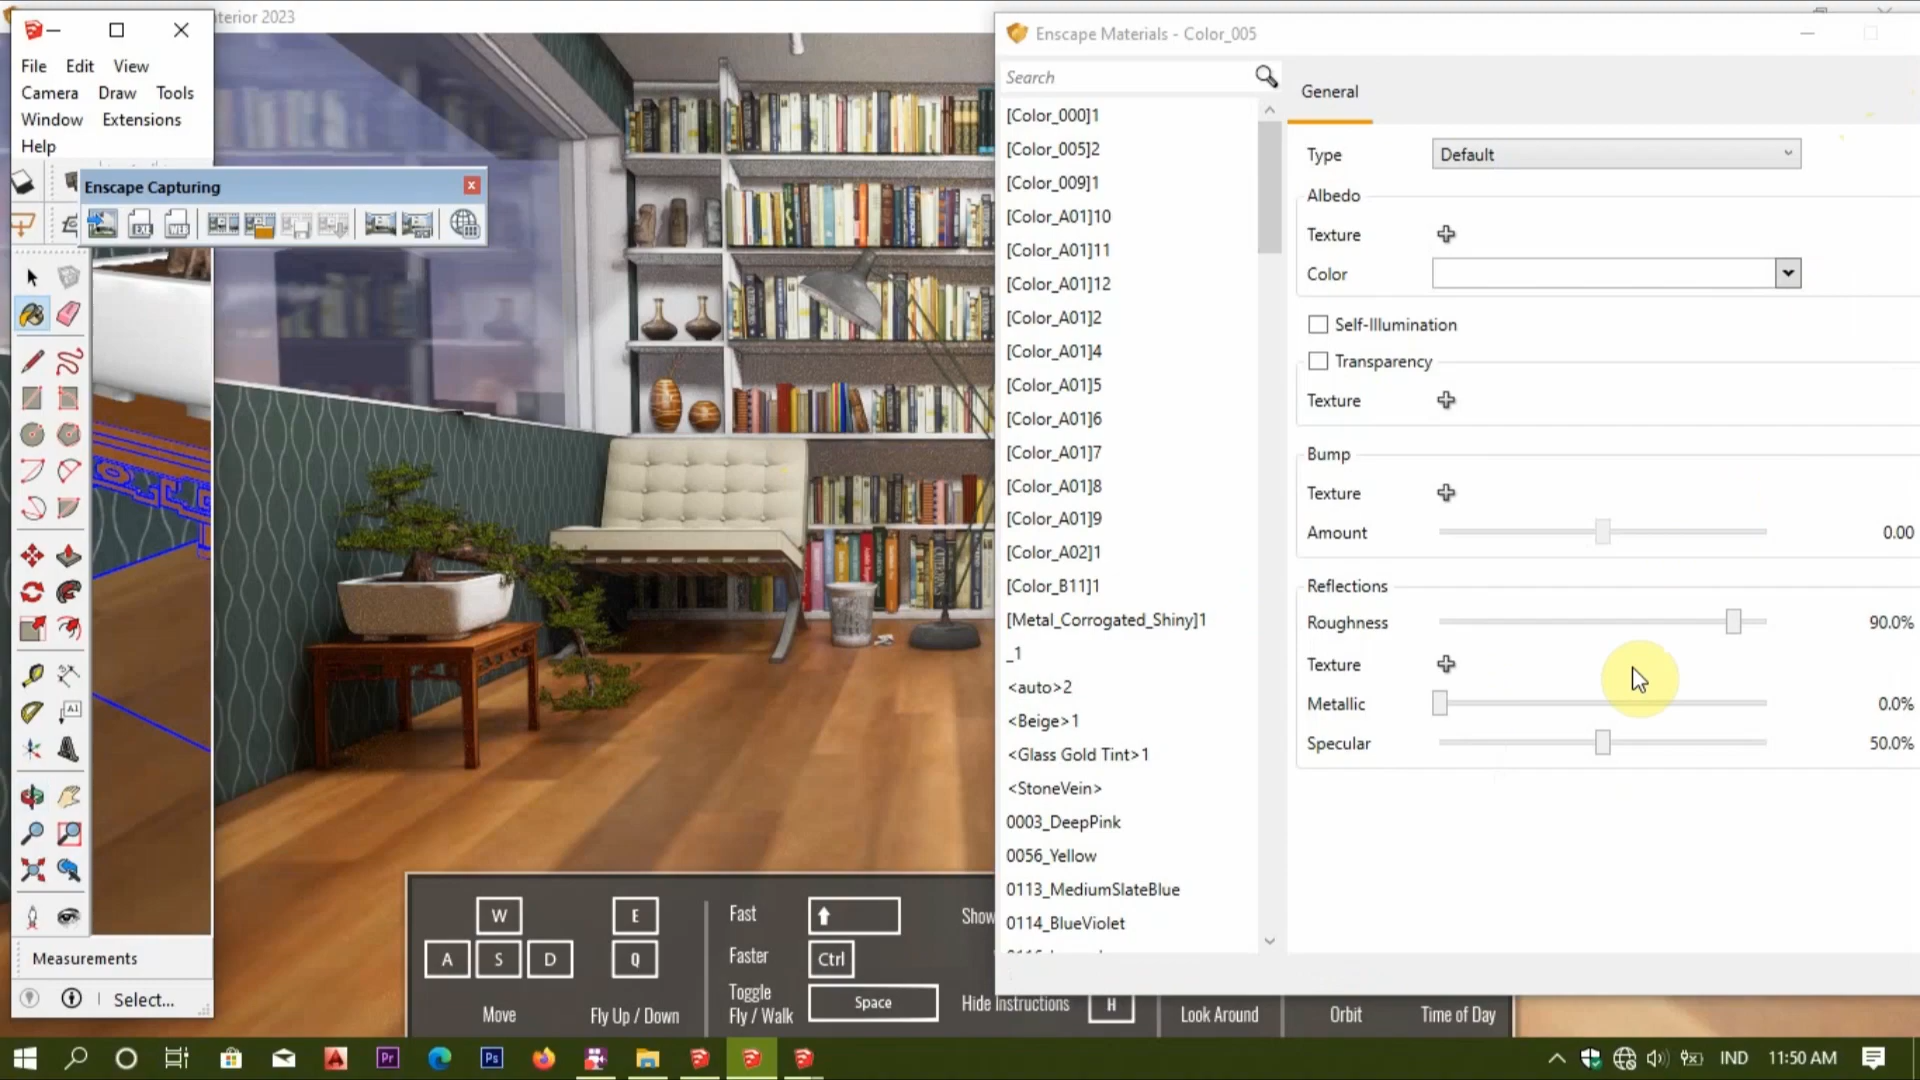 terior 2023
File Edit View
Camera Draw Tools
Window Extensions
Help
Enscape Capturing
Measurements
Select...
Enscape Materials - Color_005
Search
[Color_000]1
[Color_005]2
[Color_009]1
[Color_A01]10
[Color_A01]11
[Color_A01]12
[Color_A01]2
[Color_A01]4
[Color_A01]5
[Color_A01]6
[Color_A01]7
[Color_A01]8
[Color_A01]9
[Color_A02]1
[Color_B11]1
[Metal_Corrogated_Shiny]1
_1
<auto>2
<Beige>1
<Glass Gold Tint>1
<StoneVein>
0003_DeepPink
0056_Yellow
0113_MediumSlateBlue
0114_BlueViolet
General
Type Default
Albedo
Texture
Color
Self-Illumination
Transparency
Texture
Bump
Texture
Amount 0.00
Reflections
Roughness 90.0%
Texture
Metallic 0.0%
Specular 50.0%
W E
A S D Q
Move Fly Up / Down
Fast
Faster Ctrl
Toggle
Fly / Walk Space
Show
Hide Instructions H
Look Around Orbit Time of Day
IND 11:50 AM